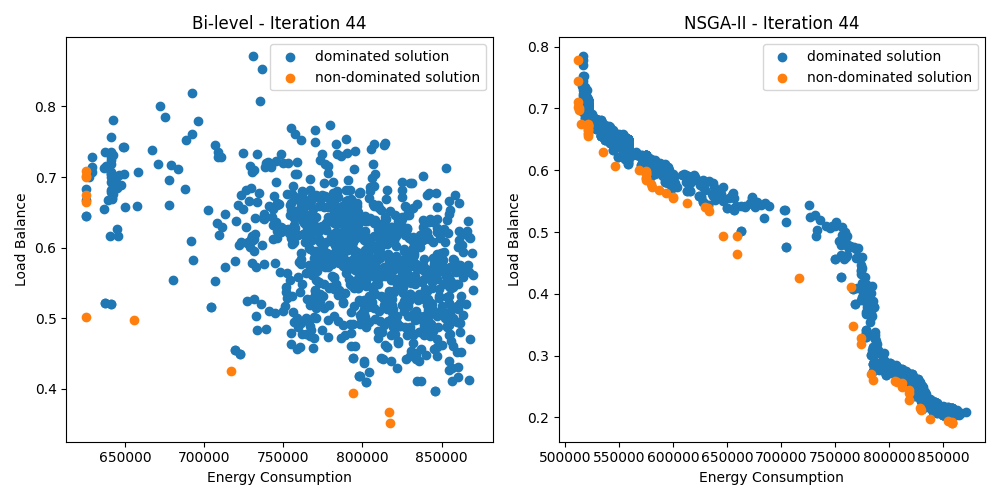 Bi-level - Iteration 44
dominated solution
non-dominated solution
Load Balance
0.8
0.7
0.6
0.5
0.4
650000 700000 750000 800000 850000
Energy Consumption
NSGA-II - Iteration 44
dominated solution
non-dominated solution
Load Balance
0.8
0.7
0.6
0.5
0.4
0.3
0.2
500000 550000 600000 650000 700000 750000 800000 850000
Energy Consumption